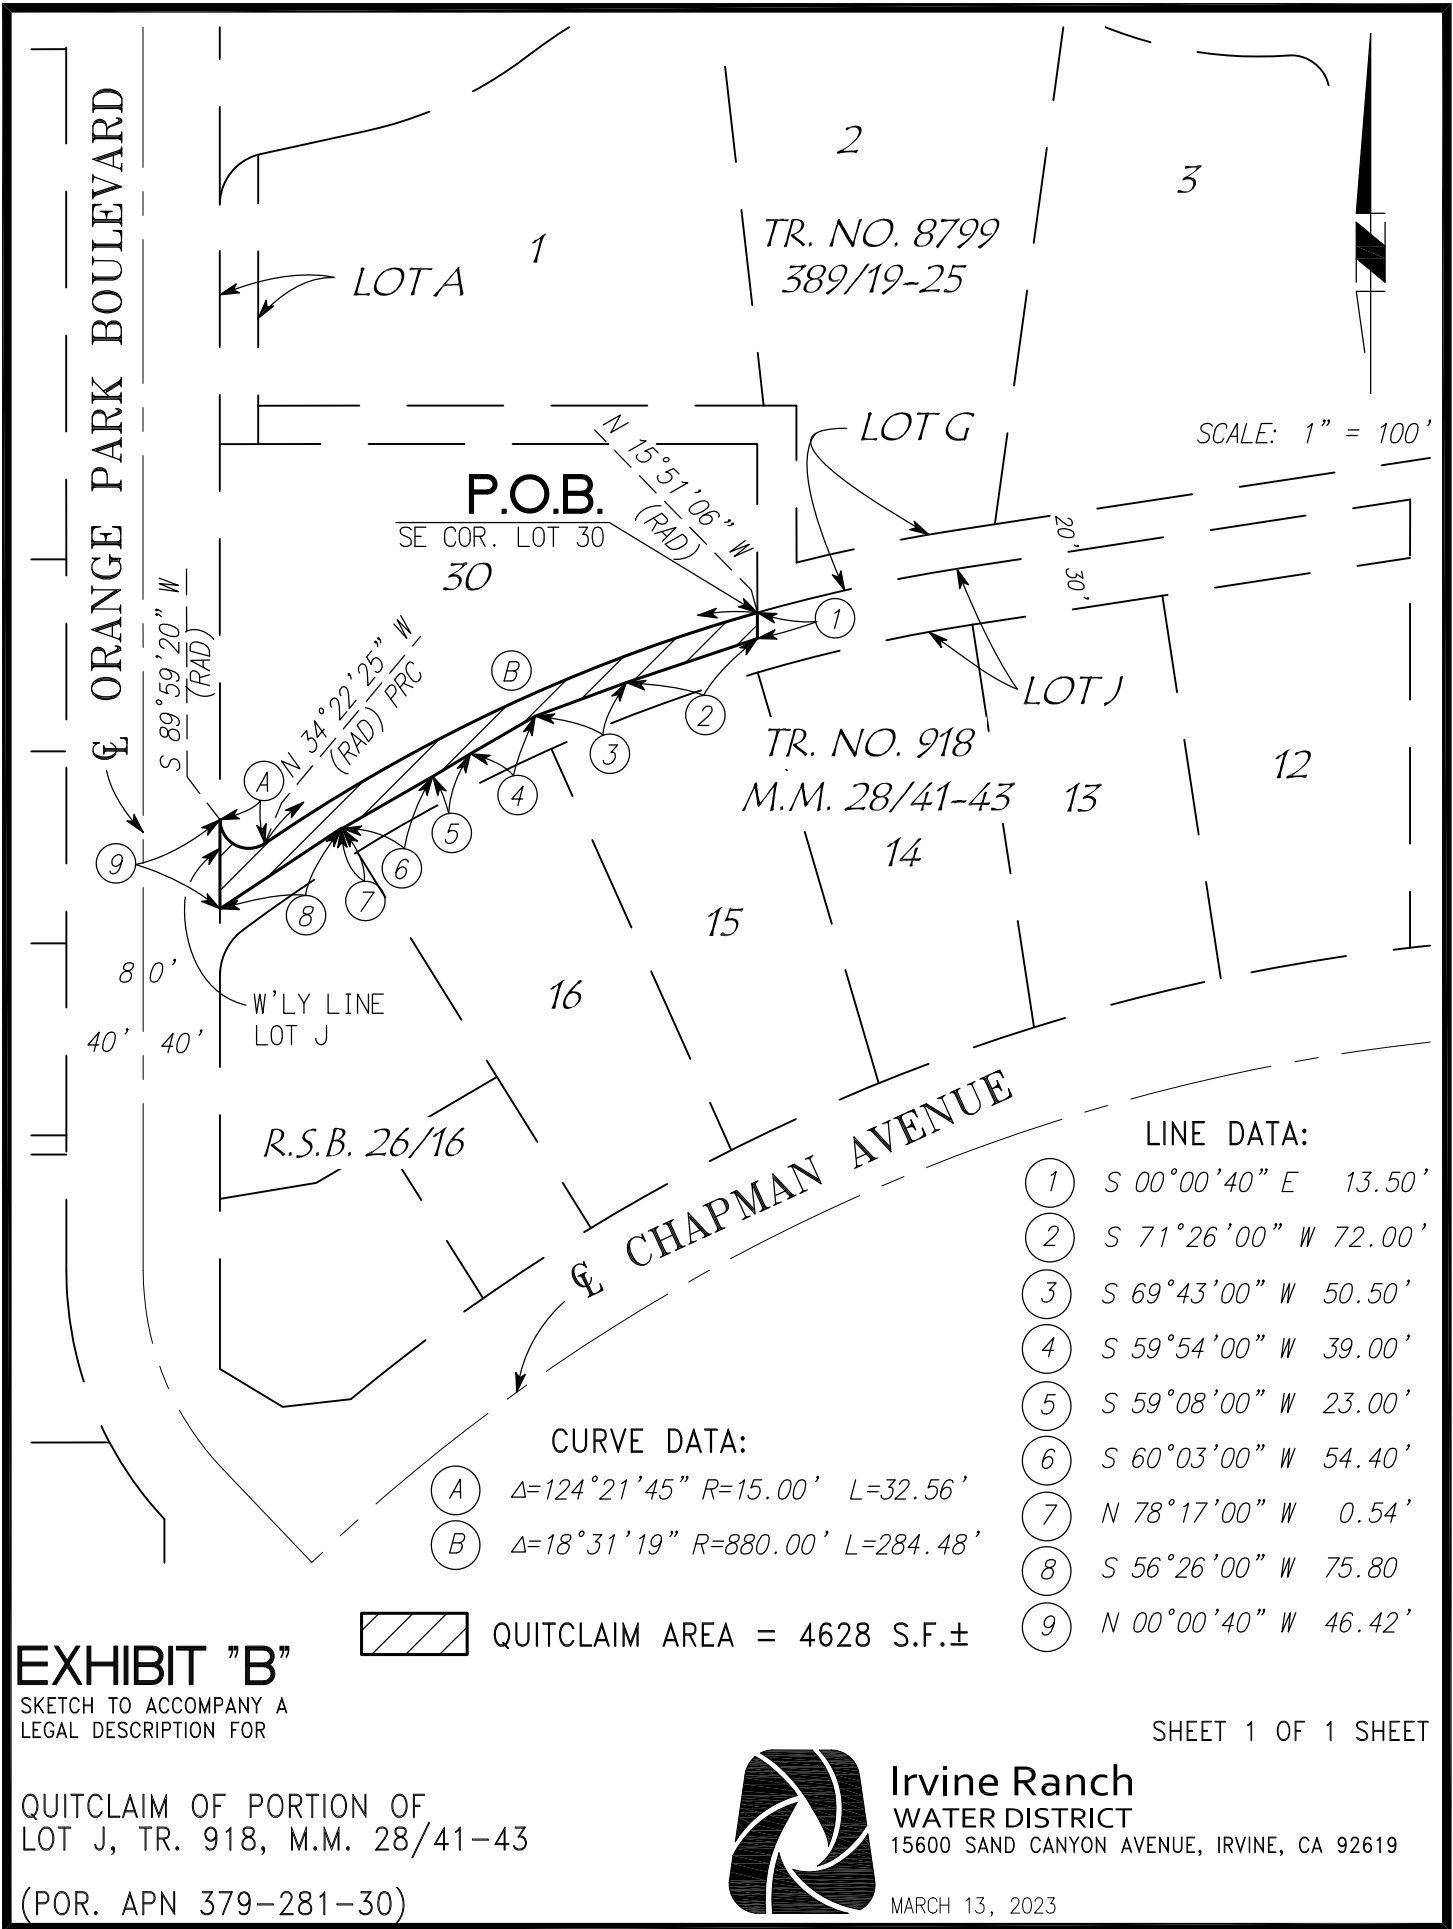 2
3
TR. NO. 8799
389/19-25
1
LOT A
℄ ORANGE PARK BOULEVARD
LOT G
SCALE: 1" = 100'
N 15°51'06" W
(RAD)
P.O.B.
SE COR. LOT 30
30
20'
30'
S 89°59'20" W
(RAD)
N 34°22'25" W
(RAD) PRC
1
B
LOT J
2
TR. NO. 918
3
12
A
M.M. 28/41-43
13
4
5
14
9
6
7
8
15
80'
16
W'LY LINE
LOT J
40'
40'
R.S.B. 26/16
℄ CHAPMAN AVENUE
LINE DATA:
1 S 00°00'40" E 13.50'
2 S 71°26'00" W 72.00'
3 S 69°43'00" W 50.50'
4 S 59°54'00" W 39.00'
5 S 59°08'00" W 23.00'
6 S 60°03'00" W 54.40'
7 N 78°17'00" W 0.54'
8 S 56°26'00" W 75.80
9 N 00°00'40" W 46.42'
CURVE DATA:
A Δ=124°21'45" R=15.00' L=32.56'
B Δ=18°31'19" R=880.00' L=284.48'
QUITCLAIM AREA = 4628 S.F.±
EXHIBIT "B"
SKETCH TO ACCOMPANY A
LEGAL DESCRIPTION FOR
SHEET 1 OF 1 SHEET
QUITCLAIM OF PORTION OF
LOT J, TR. 918, M.M. 28/41-43
(POR. APN 379-281-30)
Irvine Ranch
WATER DISTRICT
15600 SAND CANYON AVENUE, IRVINE, CA 92619
MARCH 13, 2023